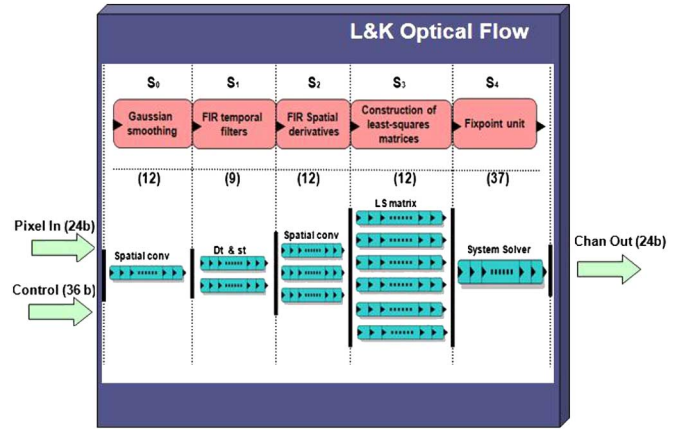 L&K Optical Flow
S0 S1 S2 S3 S4
Gaussian smoothing
FIR temporal filters
FIR Spatial derivatives
Construction of least-squares matrices
Fixpoint unit
(12) (9) (12) (12) (37)
Pixel In (24b)
Control (36 b)
Spatial conv
Dt & st
Spatial conv
LS matrix
System Solver
Chan Out (24b)